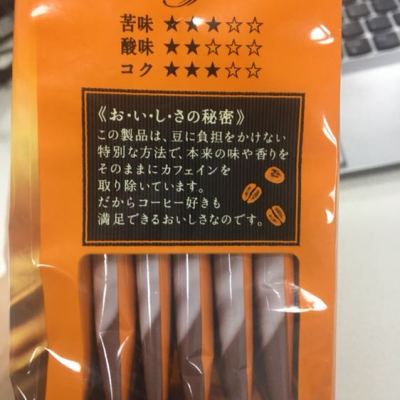 苦味 ★★★☆☆
酸味 ★★☆☆☆
コク ★★★☆☆
《お・い・し・さの秘密》
この製品は、豆に負担をかけない
特別な方法で、本来の味や香りを
そのままにカフェインを
取り除いています。
だからコーヒー好きも
満足できるおいしさなのです。